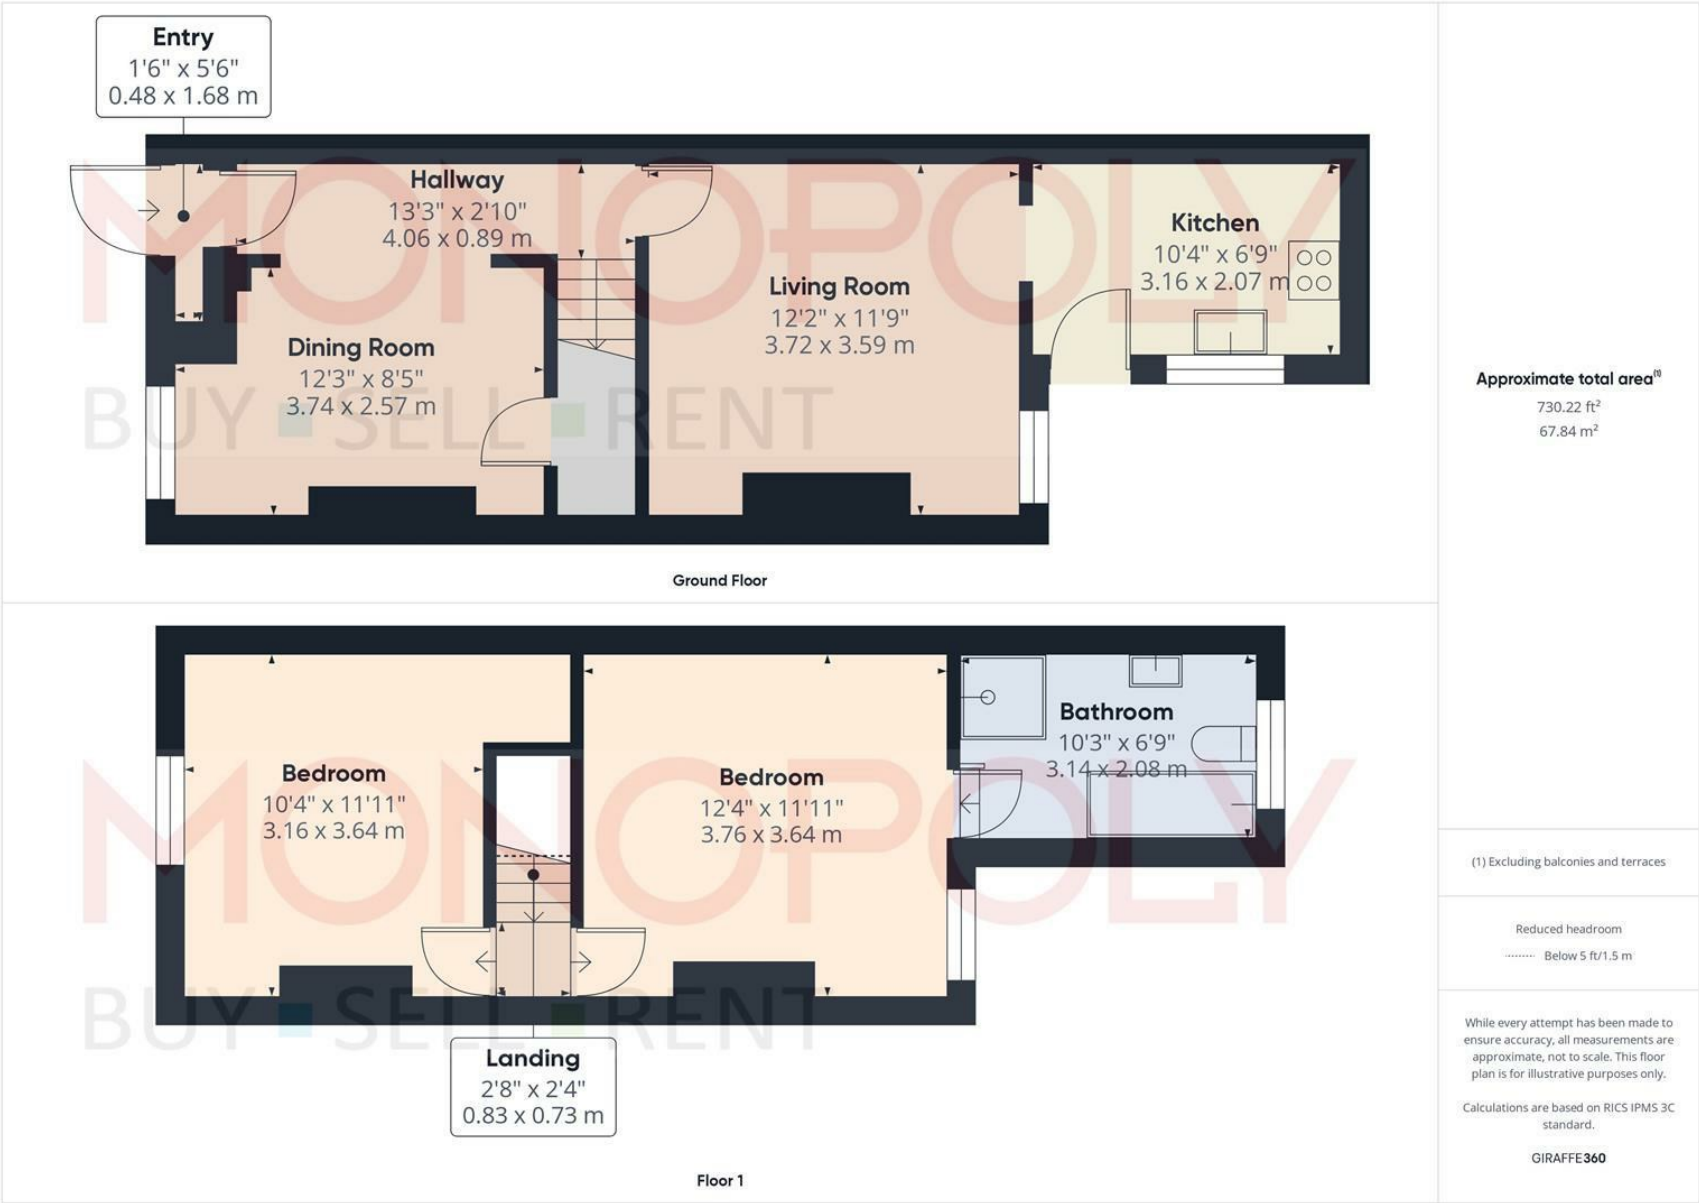 Entry
1'6" x 5'6"
0.48 x 1.68 m
Hallway
13'3" x 2'10"
4.06 x 0.89 m
Kitchen
10'4" x 6'9"
3.16 x 2.07 m
Living Room
12'2" x 11'9"
3.72 x 3.59 m
Dining Room
12'3" x 8'5"
3.74 x 2.57 m
MONOPOLY
BUY SELL RENT
Ground Floor
Bedroom
10'4" x 11'11"
3.16 x 3.64 m
Bedroom
12'4" x 11'11"
3.76 x 3.64 m
Bathroom
10'3" x 6'9"
3.14 x 2.08 m
MONOPOLY
BUY SELL RENT
Landing
2'8" x 2'4"
0.83 x 0.73 m
Floor 1
Approximate total area(1)
730.22 ft²
67.84 m²
(1) Excluding balconies and terraces
Reduced headroom
Below 5 ft/1.5 m
While every attempt has been made to
ensure accuracy, all measurements are
approximate, not to scale. This floor
plan is for illustrative purposes only.
Calculations are based on RICS IPMS 3C
standard.
GIRAFFE360